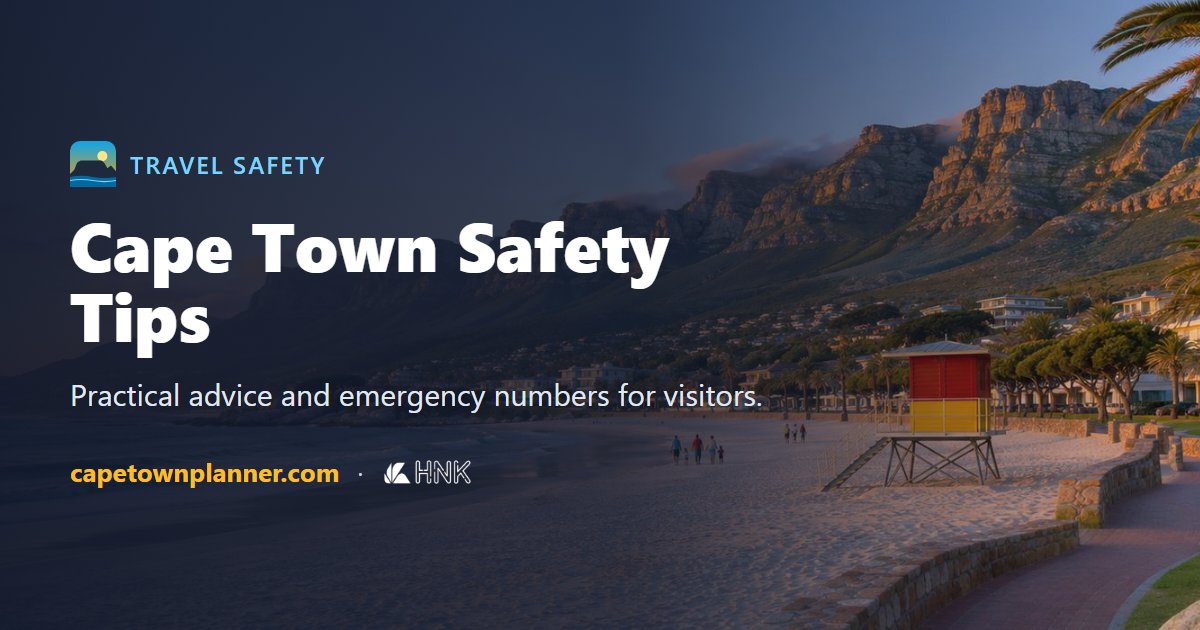 TRAVEL SAFETY
Cape Town Safety
Tips
Practical advice and emergency numbers for visitors.
capetownplanner.com · HNK